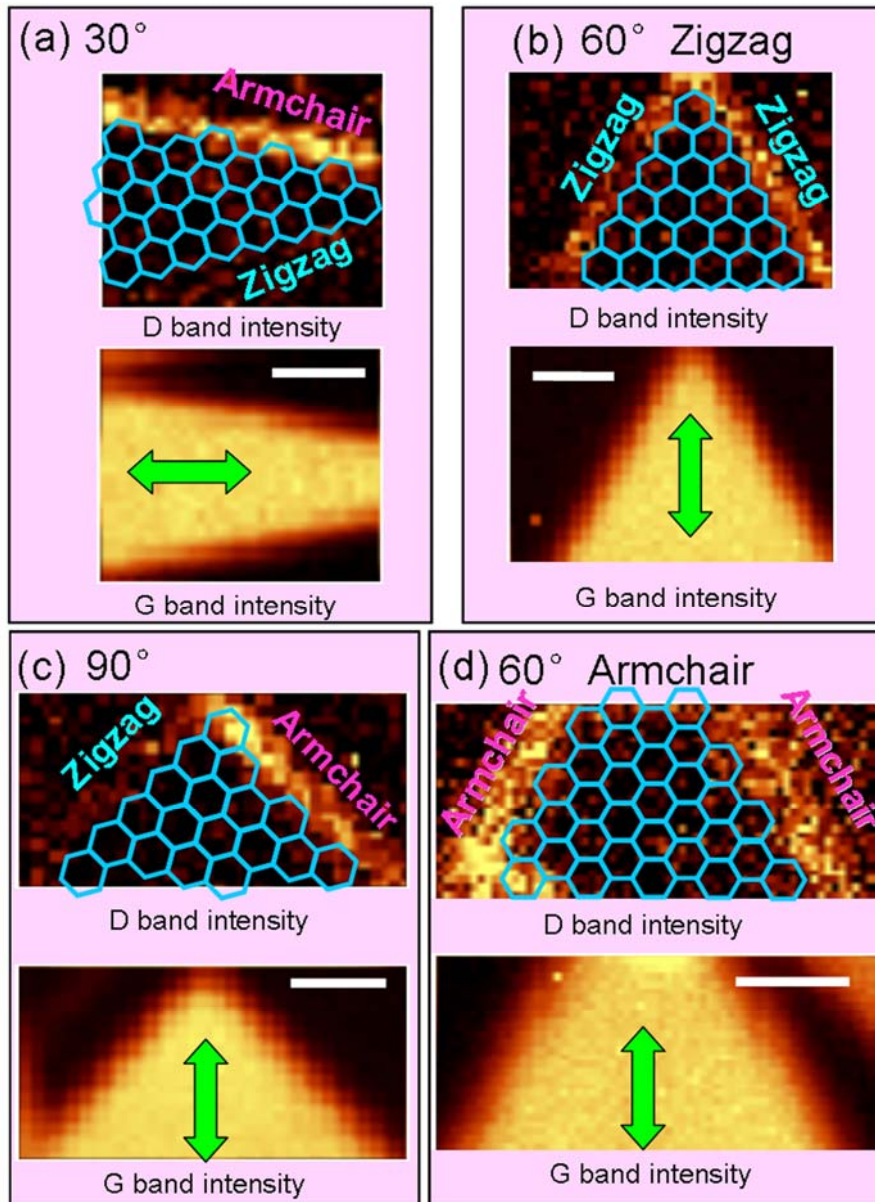 (a) 30°
Armchair
Zigzag
D band intensity
G band intensity
(b) 60° Zigzag
Zigzag
Zigzag
D band intensity
G band intensity
(c) 90°
Zigzag
Armchair
D band intensity
G band intensity
(d) 60° Armchair
Armchair
Armchair
D band intensity
G band intensity